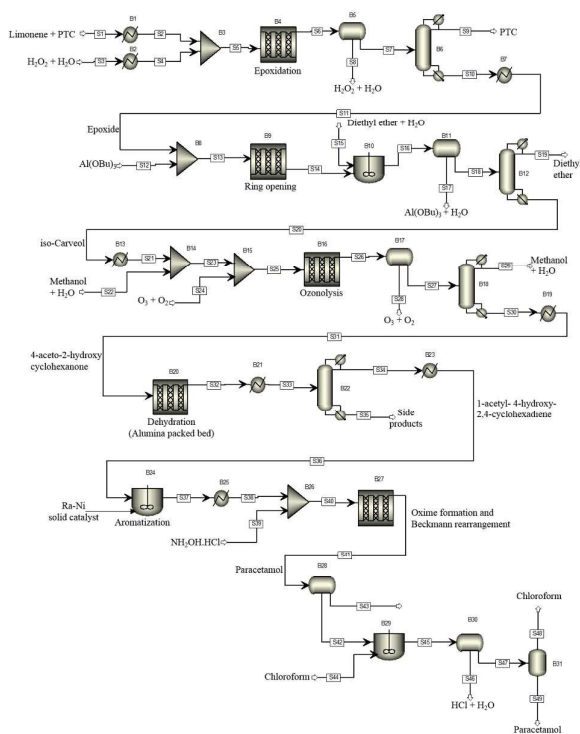 B1
B4
B5
S9
PTC
Limonene + PTC
S1
S2
B3
S6
S7
B6
B2
S5
S10
B7
H₂O₂ + H₂O
S3
S4
Epoxidation
S8
H₂O₂ + H₂O
S11
Diethyl ether + H₂O
Epoxide
B8
B9
S15
B10
S16
B11
S19
Al(OBu)₃
S12
S13
S14
S18
B12
Diethy
ether
Ring opening
S17
Al(OBu)₃ + H₂O
S20
iso-Carveol
B13
S21
B14
B15
B16
S26
B17
Methanol
+ H₂O
S23
S27
B18
B19
Methanol
+ H₂O
S22
S24
S25
Ozonolysis
S28
S30
O₃ + O₂
O₃ + O₂
S31
4-aceto-2-hydroxy
cyclohexanone
B20
B21
S34
B23
S32
S33
B22
1-acetyl- 4-hydroxy-
2,4-cyclohexadiene
Dehydration
(Alumina packed bed)
S35
Side
products
S36
B24
B25
B27
S37
S38
B26
S40
Ra-Ni
solid catalyst
Aromatization
S39
Oxime formation and
Beckmann rearrangement
NH₂OH.HCl
S41
Paracetamol
B28
S43
Chloroform
B29
S42
S45
B30
S48
S47
B31
Chloroform
S44
S46
S49
HCl + H₂O
Paracetamol